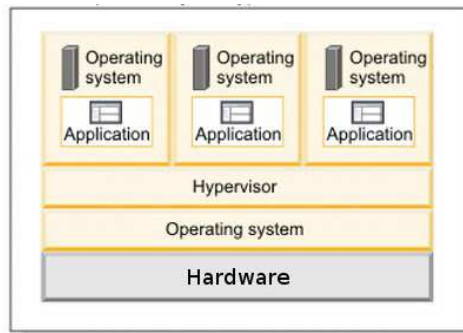 Operating
system
Application
Operating
system
Application
Operating
system
Application
Hypervisor
Operating system
Hardware